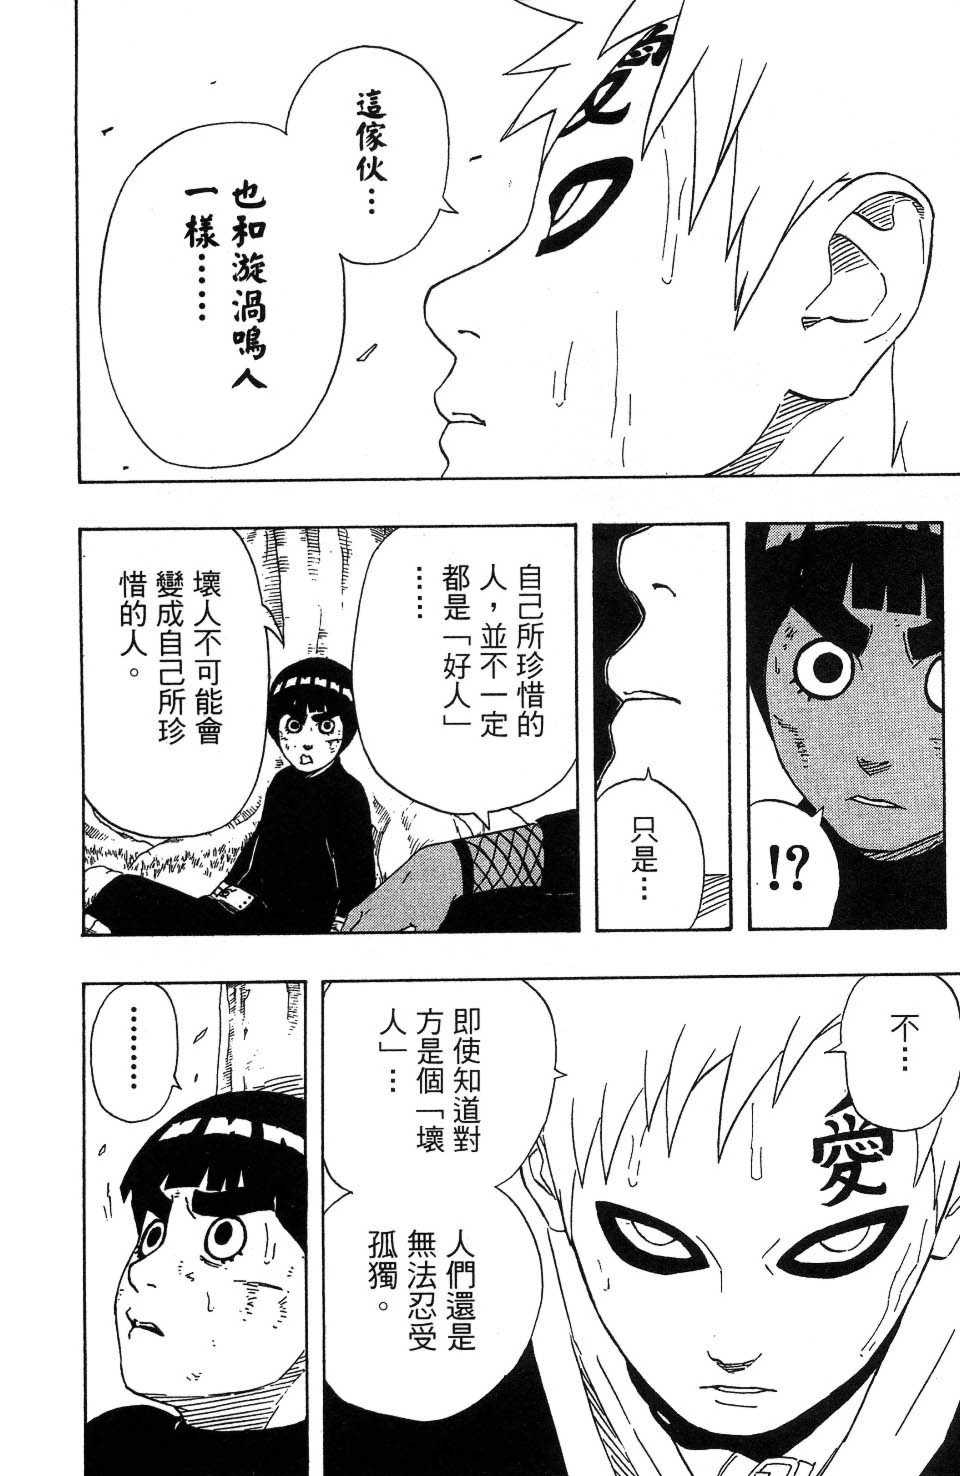 這傢伙…
也和漩渦鳴人
一樣……
!?
只是…
自己所珍惜的
人，並不一定
都是「好人」
……
壞人不可能會
變成自己所珍
惜的人。
不…
愛
即使知道對
方是個「壞
人」…
人們還是
無法忍受
孤獨。
………